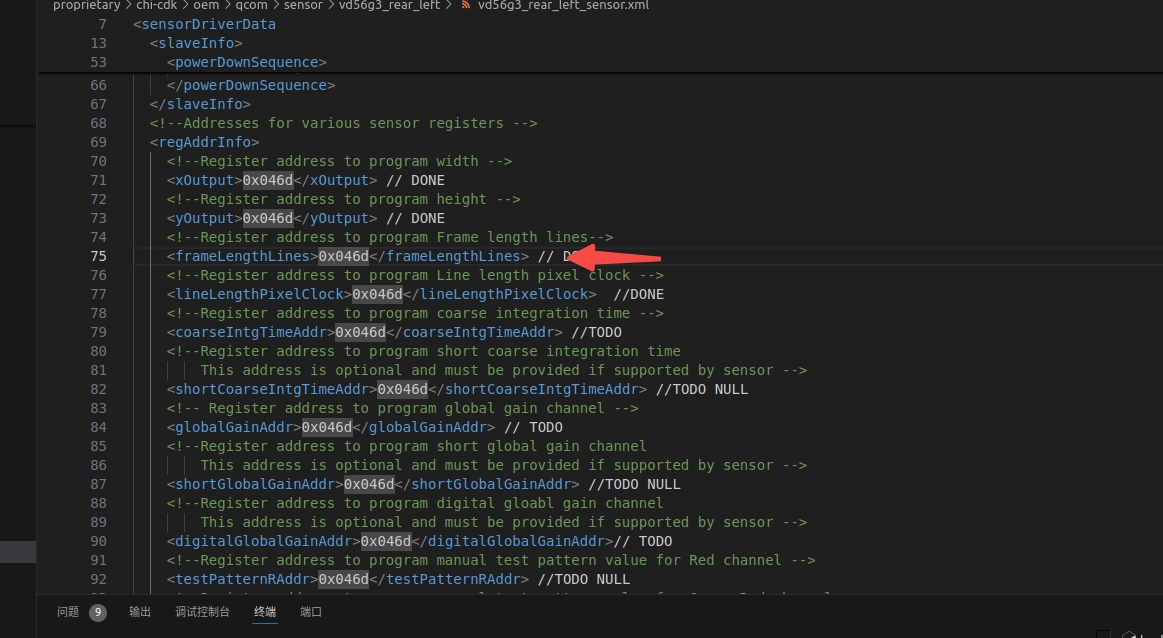 proprietary > chi-cdk > oem > qcom > sensor > vd56g3_rear_left > vd56g3_rear_left_sensor.xml
7 <sensorDriverData
13 <slaveInfo>
53 <powerDownSequence>
66 </powerDownSequence>
67 </slaveInfo>
68 <!--Addresses for various sensor registers -->
69 <regAddrInfo>
70 <!--Register address to program width -->
71 <xOutput>0x046d</xOutput> // DONE
72 <!--Register address to program height -->
73 <yOutput>0x046d</yOutput> // DONE
74 <!--Register address to program Frame length lines-->
75 <frameLengthLines>0x046d</frameLengthLines> //
76 <!--Register address to program Line length pixel clock -->
77 <lineLengthPixelClock>0x046d</lineLengthPixelClock> //DONE
78 <!--Register address to program coarse integration time -->
79 <coarseIntgTimeAddr>0x046d</coarseIntgTimeAddr> //TODO
80 <!--Register address to program short coarse integration time
81 This address is optional and must be provided if supported by sensor -->
82 <shortCoarseIntgTimeAddr>0x046d</shortCoarseIntgTimeAddr> //TODO NULL
83 <!-- Register address to program global gain channel -->
84 <globalGainAddr>0x046d</globalGainAddr> // TODO
85 <!--Register address to program short global gain channel
86 This address is optional and must be provided if supported by sensor -->
87 <shortGlobalGainAddr>0x046d</shortGlobalGainAddr> //TODO NULL
88 <!--Register address to program digital gloabl gain channel
89 This address is optional and must be provided if supported by sensor -->
90 <digitalGlobalGainAddr>0x046d</digitalGlobalGainAddr>// TODO
91 <!--Register address to program manual test pattern value for Red channel -->
92 <testPatternRAddr>0x046d</testPatternRAddr> //TODO NULL
问题 9 输出 调试控制台 终端 端口